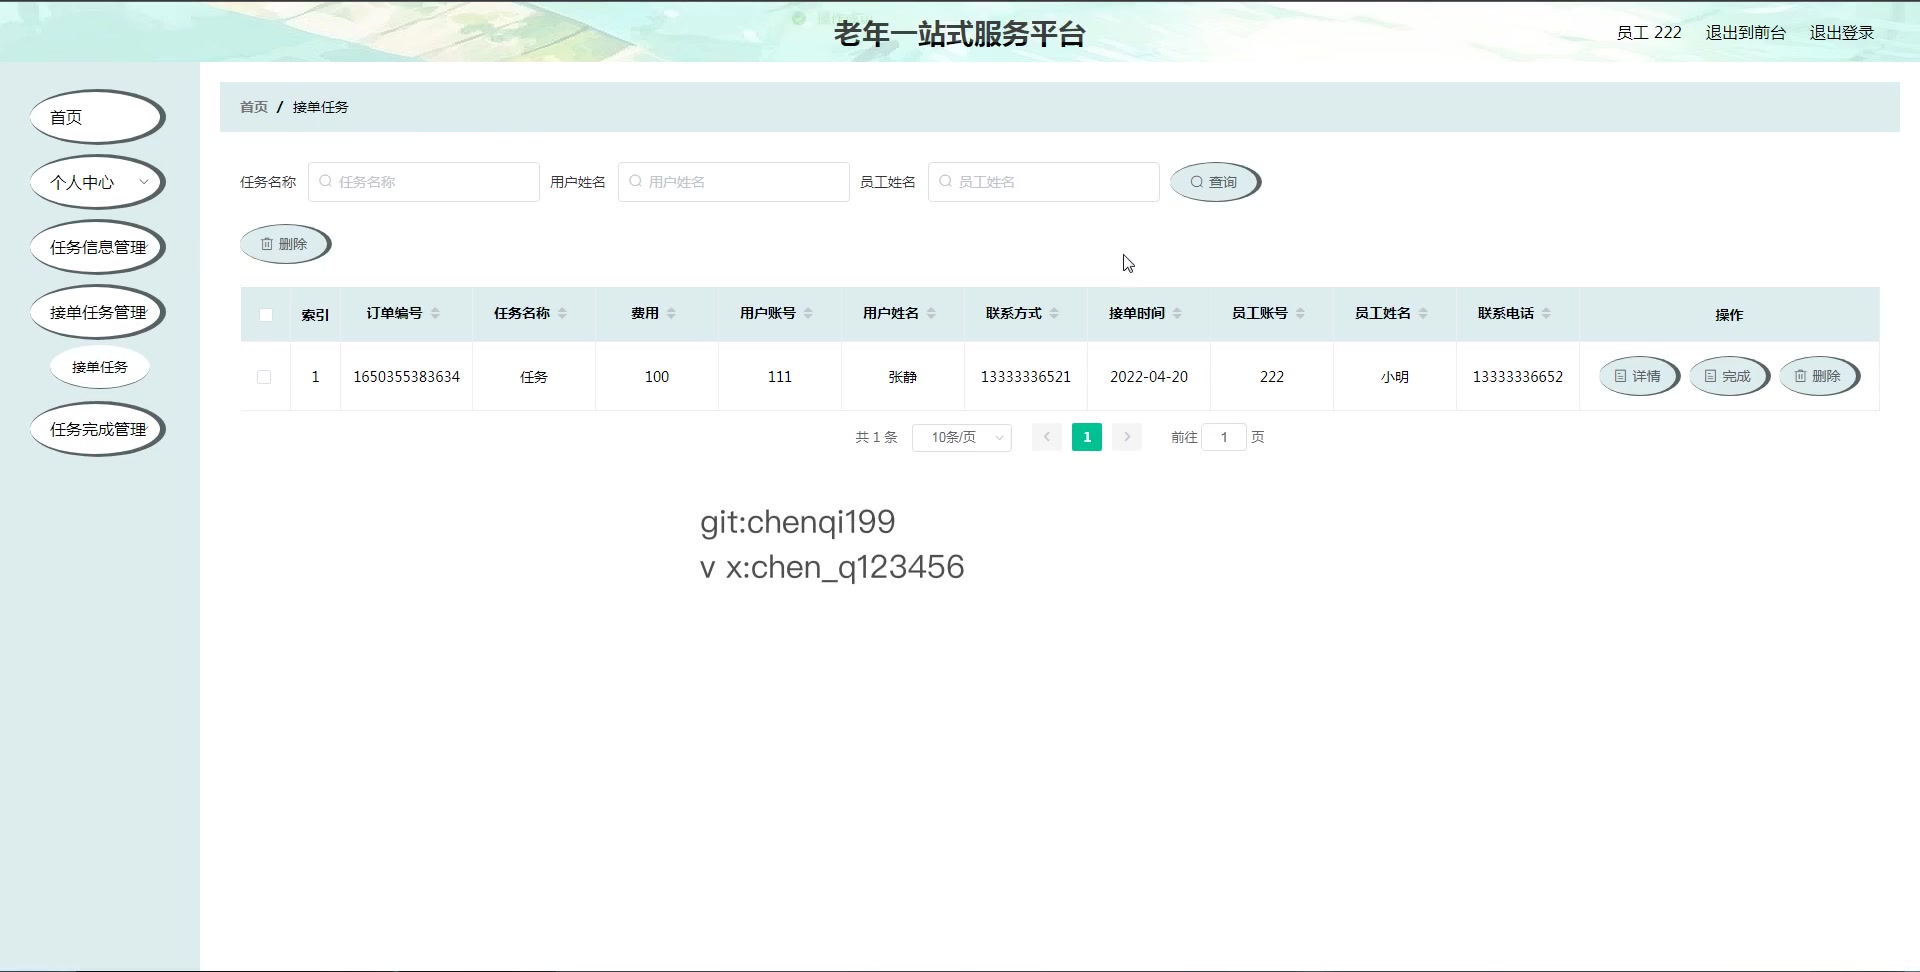 老年一站式服务平台
员工 222 退出到前台 退出登录
首页
个人中心
任务信息管理
接单任务管理
接单任务
任务完成管理
首页 / 接单任务
任务名称 任务名称 用户姓名 用户姓名 员工姓名 员工姓名 查询
删除
索引 订单编号 任务名称 费用 用户账号 用户姓名 联系方式 接单时间 员工账号 员工姓名 联系电话 操作
1 1650355383634 任务 100 111 张静 13333336521 2022-04-20 222 小明 13333336652 详情 完成 删除
共 1 条 10条/页 1 前往 1 页
git:chenqi199
v x:chen_q123456